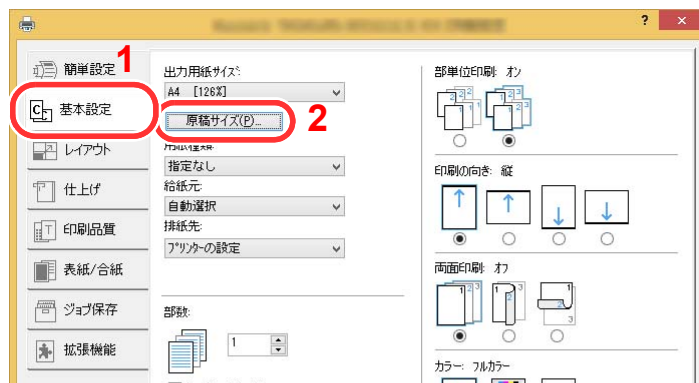 ?
×
簡単設定
1
基本設定
レイアウト
仕上げ
印刷品質
表紙/合紙
ジョブ保存
拡張機能
出力用紙サイズ:
A4 [126%]
原稿サイズ(P)...
2
用紙種類:
指定なし
給紙元:
自動選択
排紙先:
プリンターの設定
部数:
1
部単位印刷: オン
印刷の向き: 縦
両面印刷: オフ
カラー: フルカラー